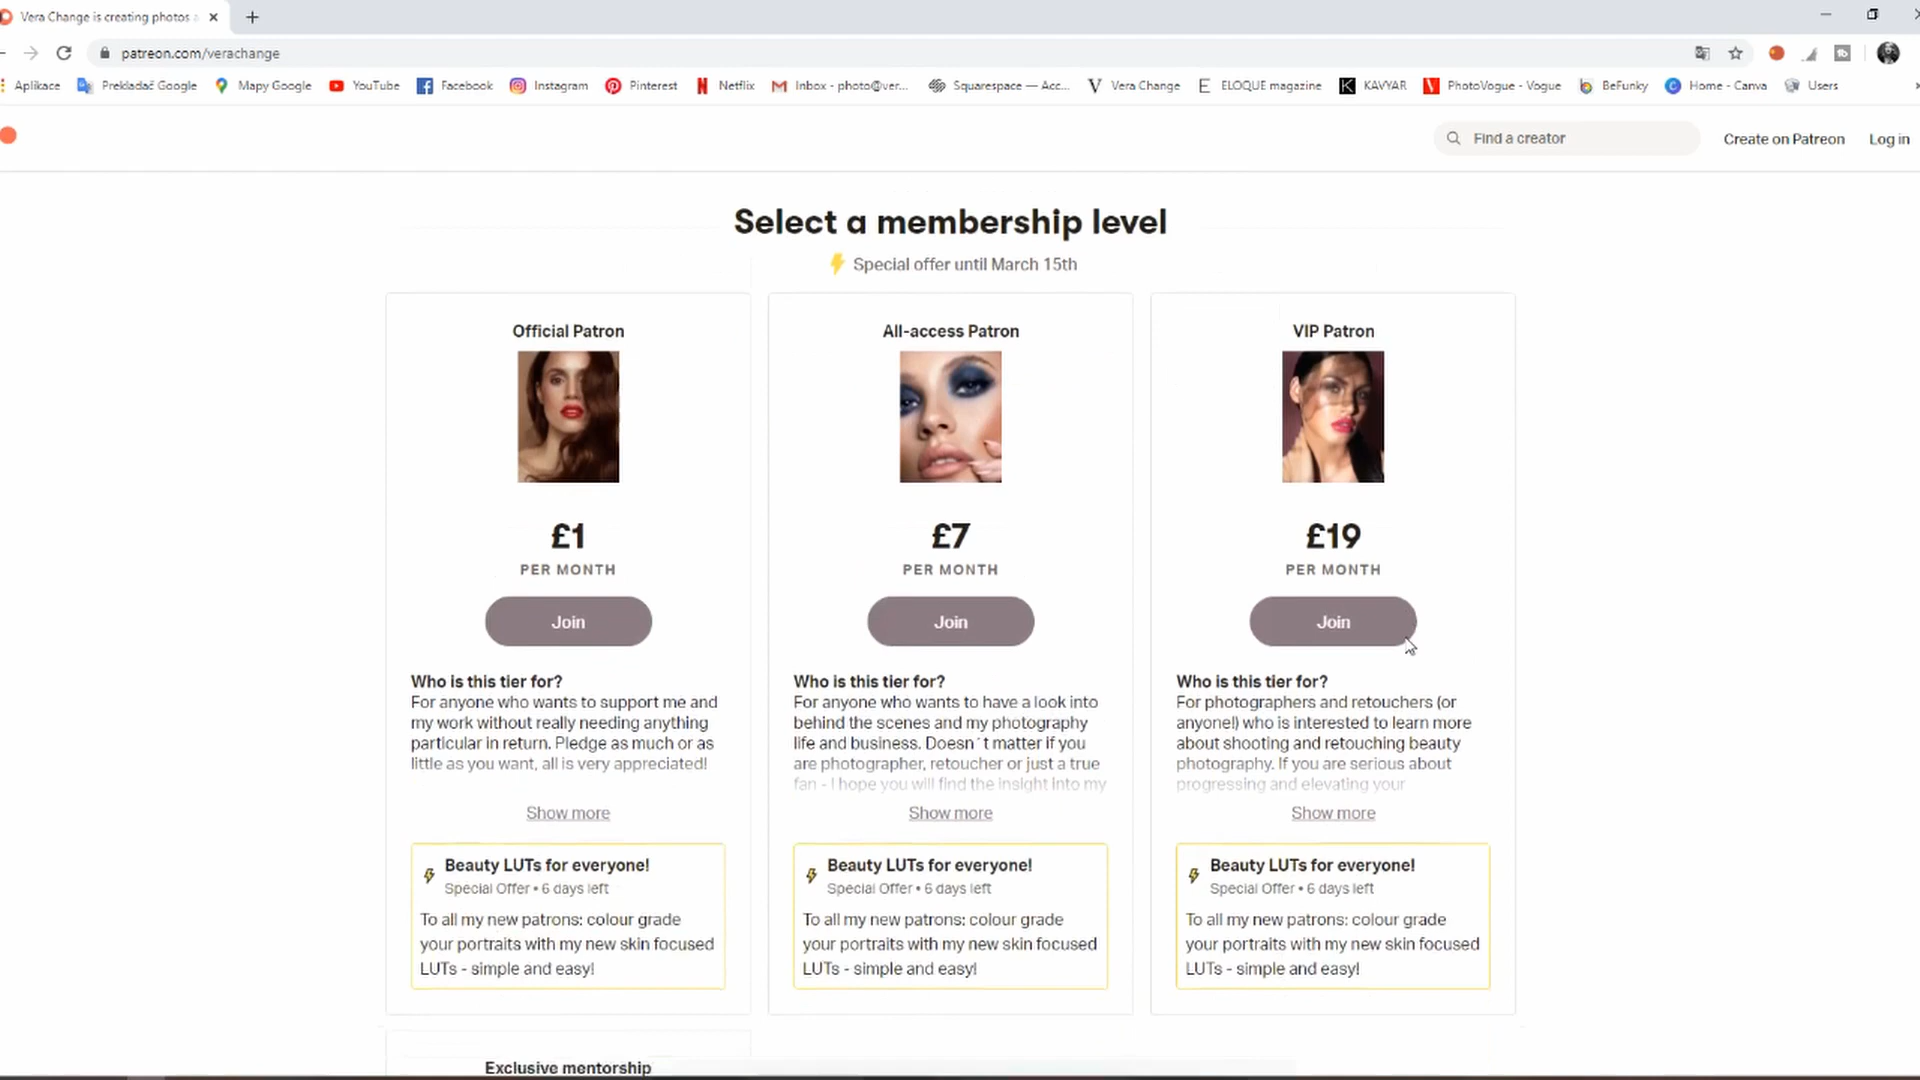 Vera Change is creating photos a
patreon.com/verachange
Aplikace
Prekladač Google
Mapy Google
YouTube
Facebook
Instagram
Pinterest
Netflix
Inbox - photo@ver...
Squarespace — Acc...
Vera Change
ELOQUE magazine
KAVYAR
PhotoVogue - Vogue
BeFunky
Home - Canva
Users
Find a creator
Create on Patreon
Log in
Select a membership level
Special offer until March 15th
Official Patron
£1
PER MONTH
Join
Who is this tier for?
For anyone who wants to support me and
my work without really needing anything
particular in return. Pledge as much or as
little as you want, all is very appreciated!
Show more
Beauty LUTs for everyone!
Special Offer • 6 days left
To all my new patrons: colour grade
your portraits with my new skin focused
LUTs - simple and easy!
All-access Patron
£7
PER MONTH
Join
Who is this tier for?
For anyone who wants to have a look into
behind the scenes and my photography
life and business. Doesn´t matter if you
are photographer, retoucher or just a true
fan - I hope you will find the insight into my
Show more
Beauty LUTs for everyone!
Special Offer • 6 days left
To all my new patrons: colour grade
your portraits with my new skin focused
LUTs - simple and easy!
VIP Patron
£19
PER MONTH
Join
Who is this tier for?
For photographers and retouchers (or
anyone!) who is interested to learn more
about shooting and retouching beauty
photography. If you are serious about
progressing and elevating your
Show more
Beauty LUTs for everyone!
Special Offer • 6 days left
To all my new patrons: colour grade
your portraits with my new skin focused
LUTs - simple and easy!
Exclusive mentorship